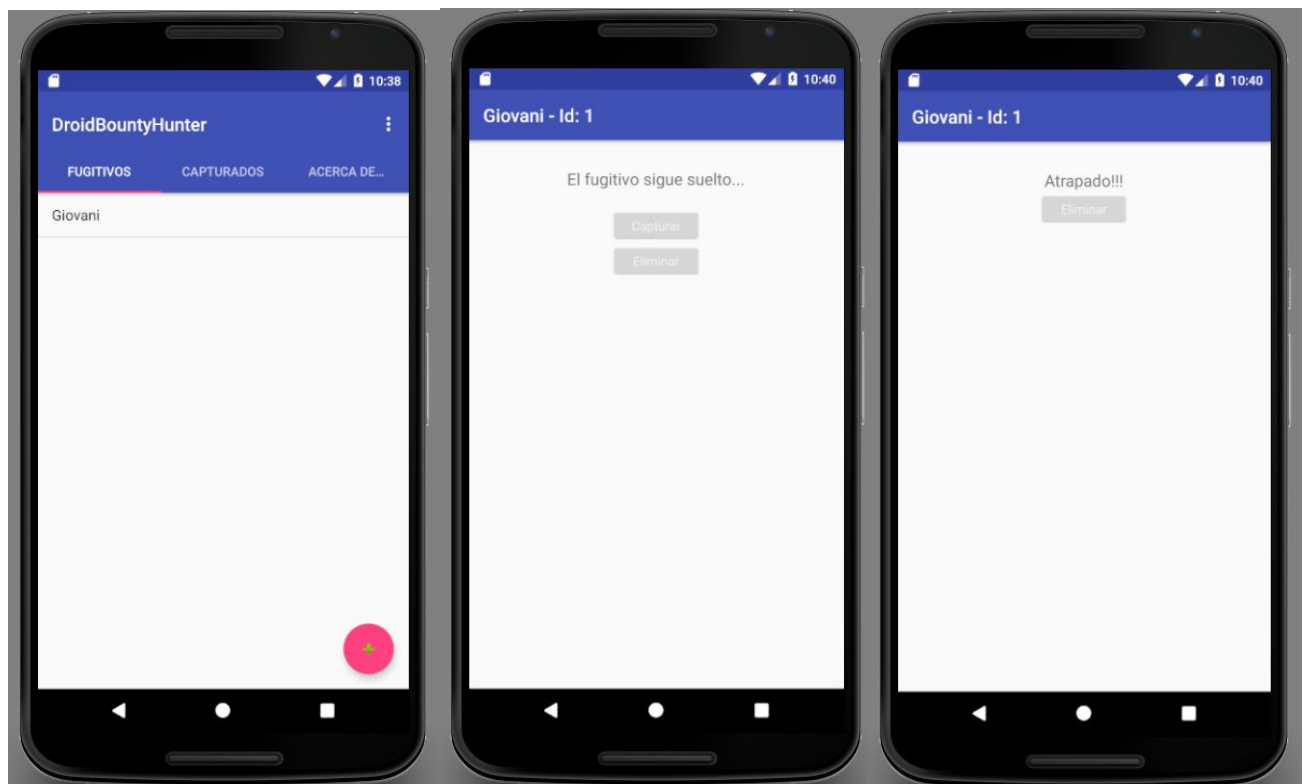 10:38
DroidBountyHunter
FUGITIVOS CAPTURADOS ACERCA DE...
Giovani
10:40
Giovani - Id: 1
El fugitivo sigue suelto...
Capturar
Eliminar
10:40
Giovani - Id: 1
Atrapado!!!
Eliminar